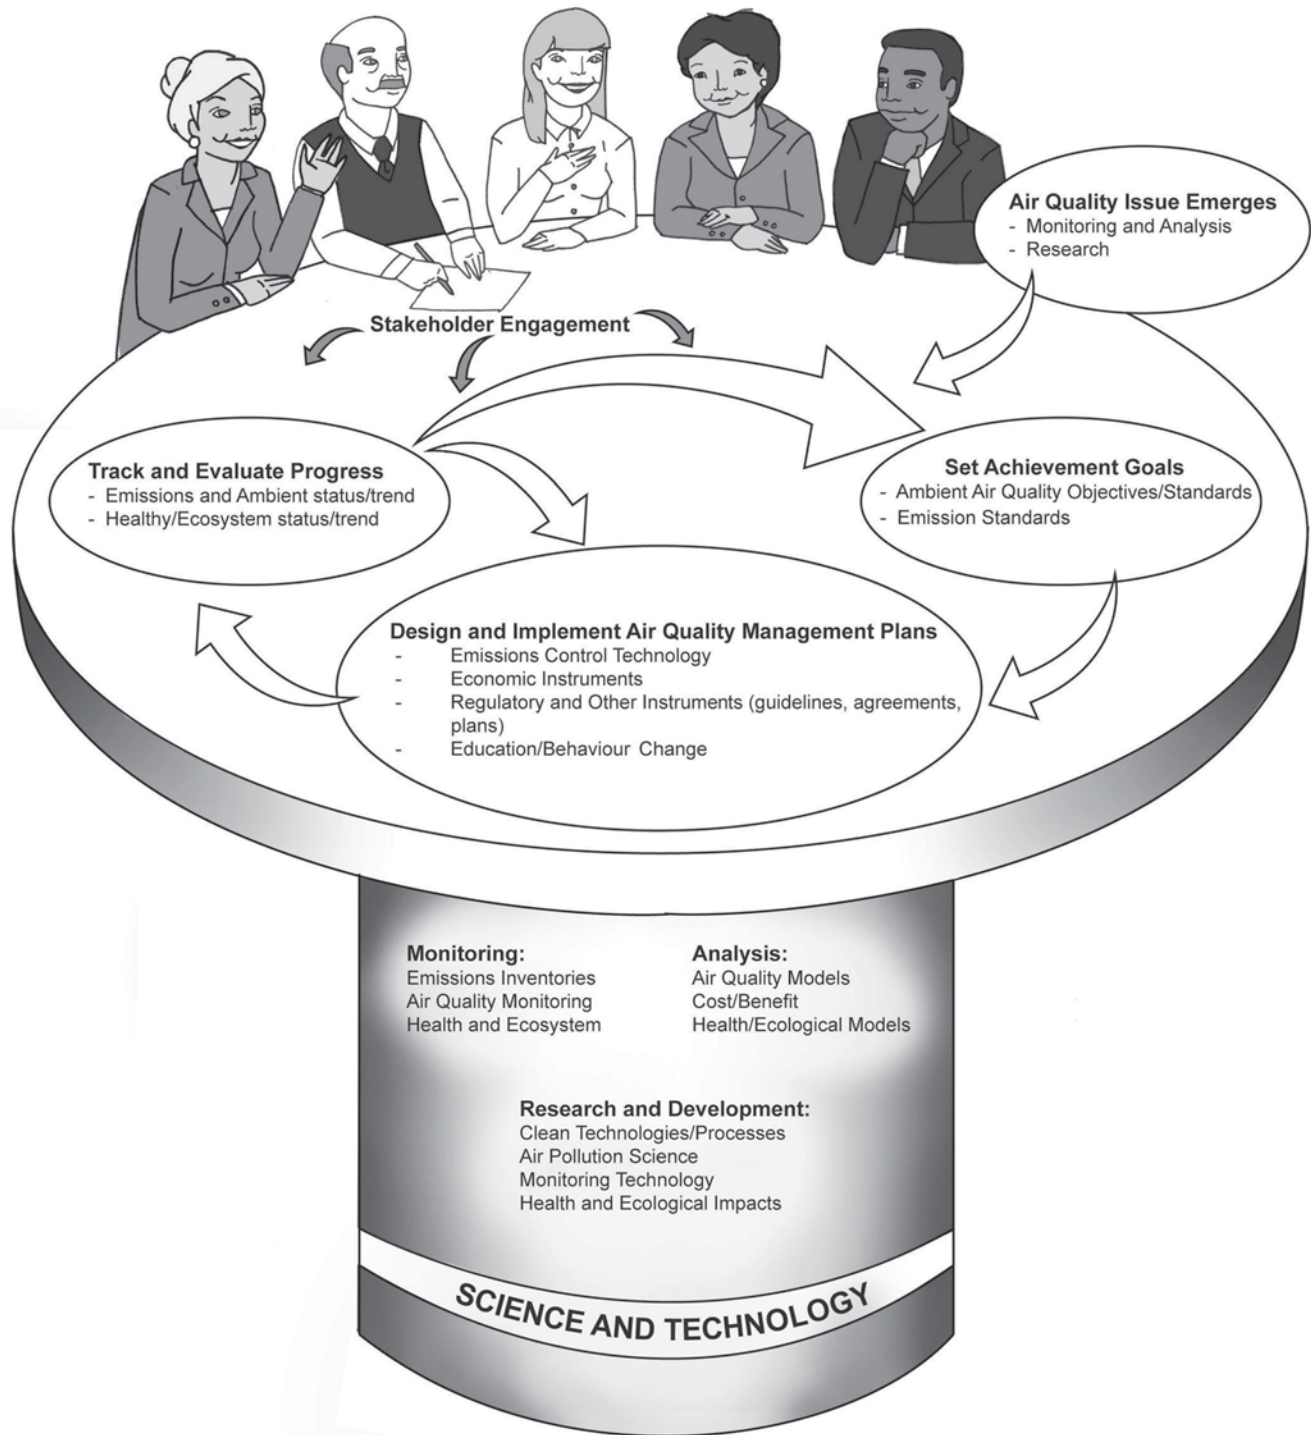 Air Quality Issue Emerges
- Monitoring and Analysis
- Research
Stakeholder Engagement
Track and Evaluate Progress
- Emissions and Ambient status/trend
- Healthy/Ecosystem status/trend
Set Achievement Goals
- Ambient Air Quality Objectives/Standards
- Emission Standards
Design and Implement Air Quality Management Plans
- Emissions Control Technology
- Economic Instruments
- Regulatory and Other Instruments (guidelines, agreements,
plans)
- Education/Behaviour Change
Monitoring:
Emissions Inventories
Air Quality Monitoring
Health and Ecosystem
Analysis:
Air Quality Models
Cost/Benefit
Health/Ecological Models
Research and Development:
Clean Technologies/Processes
Air Pollution Science
Monitoring Technology
Health and Ecological Impacts
SCIENCE AND TECHNOLOGY